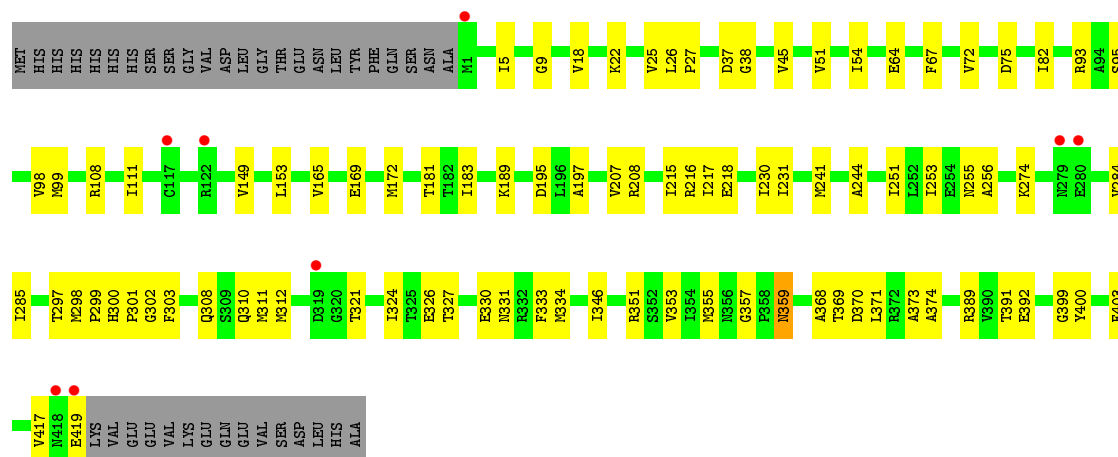 MET HIS HIS HIS HIS HIS HIS SER SER GLY VAL ASP LEU GLY THR GLU ASN LEU TYR PHE GLN SER ASN ALA M1 I5 G9 V18 K22 V25 L26 P27 D37 G38 V45 V51 I54 E64 F67 V72 D75 I82 R93 A94 S95
V98 M99 R108 I111 C117 R122 V149 L153 V165 E169 M172 T181 T182 I183 K189 D195 L196 A197 V207 R208 I215 R216 I217 E218 I230 I231 M241 A244 I251 L252 I253 E254 N255 A256 K274 N279 E280 V284
I285 T297 M298 P299 H300 P301 G302 F303 Q308 S309 Q310 M311 M312 D319 G320 T321 I324 T325 E326 T327 E330 N331 R332 F333 M334 I346 R351 S352 V353 I354 M355 N356 G357 P358 N359 A368 T369 D370 L371 R372 A373 A374 R389 V390 T391 E392 G399 Y400 E403
V417 N418 E419 LYS VAL GLU GLU VAL LYS GLU GLN GLU VAL SER ASP LEU HIS ALA